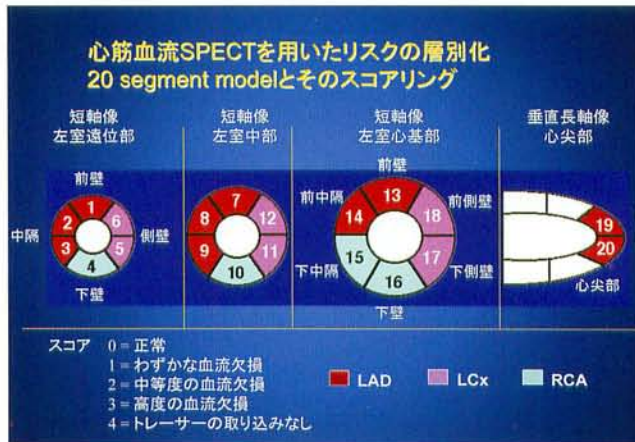 心筋血流SPECTを用いたリスクの層別化
20 segment modelとそのスコアリング
短軸像
左室遠位部
短軸像
左室中部
短軸像
左室心基部
垂直長軸像
心尖部
前壁
中隔
側壁
下壁
1
2
6
3
5
4
7
8
12
9
11
10
前壁
前中隔
前側壁
下中隔
下側壁
下壁
13
14
18
15
17
16
19
20
心尖部
スコア 0 = 正常
1 = わずかな血流欠損
2 = 中等度の血流欠損
3 = 高度の血流欠損
4 = トレーサーの取り込みなし
LAD LCx RCA